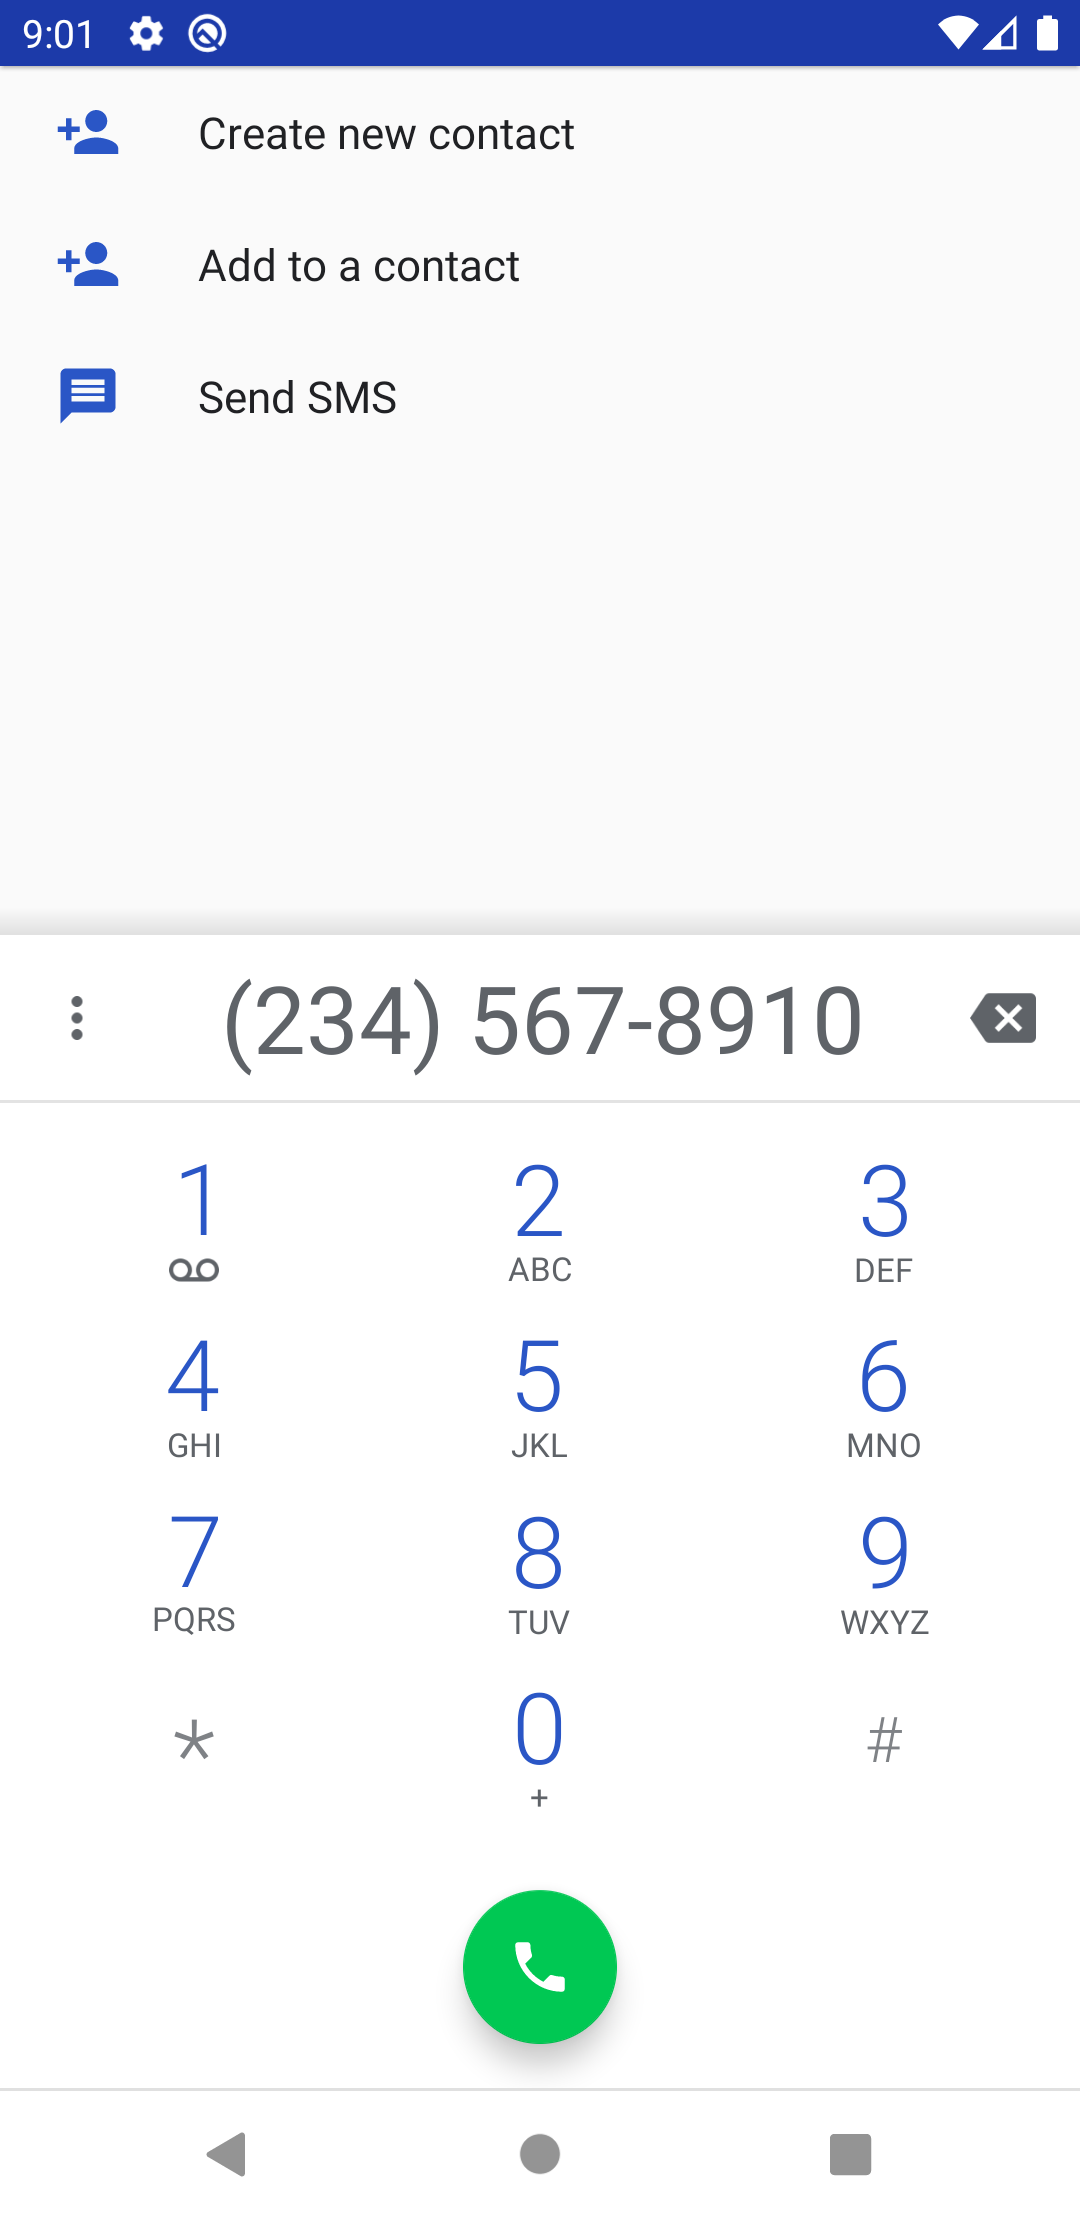 9:01
Create new contact
Add to a contact
Send SMS
(234) 567-8910
1 2 3
ABC DEF
4 5 6
GHI JKL MNO
7 8 9
PQRS TUV WXYZ
* 0 #
+